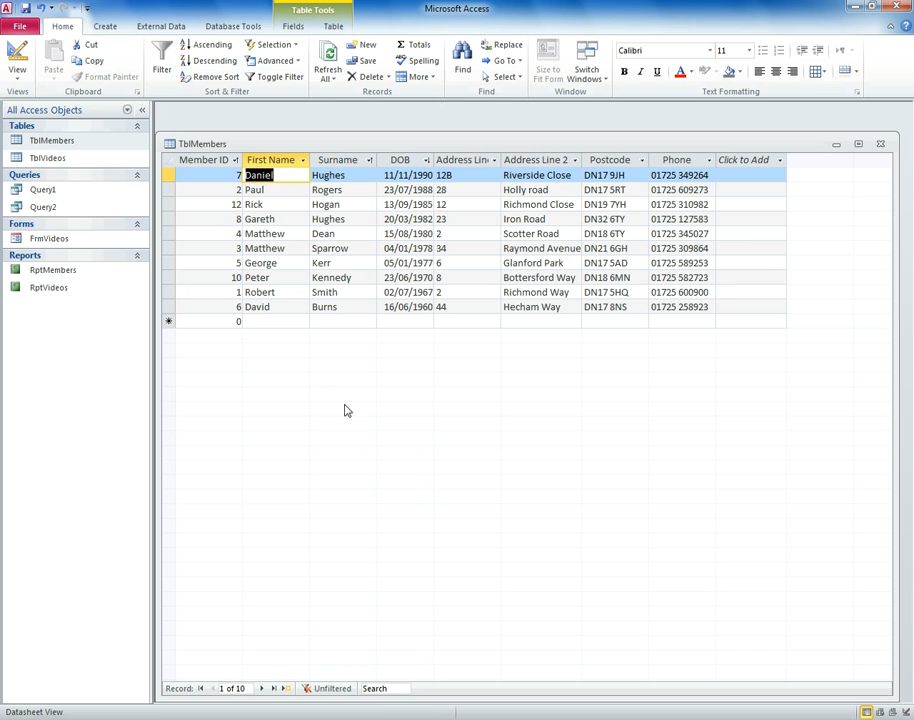 Table Tools
Microsoft Access
File Home Create External Data Database Tools Fields Table
View
Views
Paste
Cut
Copy
Format Painter
Clipboard
Filter
Ascending
Descending
Remove Sort
Selection
Advanced
Toggle Filter
Sort & Filter
Refresh All
New
Save
Delete
Totals
Spelling
More
Records
Find
Replace
Go To
Select
Find
Size to Fit Form
Switch Windows
Window
Calibri 11
B I U A
Text Formatting
All Access Objects
Tables
TblMembers
TblVideos
Queries
Query1
Query2
Forms
FrmVideos
Reports
RptMembers
RptVideos
TblMembers
Member ID First Name Surname DOB Address Line Address Line 2 Postcode Phone Click to Add
7 Daniel Hughes 11/11/1990 12B Riverside Close DN17 9JH 01725 349264
2 Paul Rogers 23/07/1988 28 Holly road DN17 5RT 01725 609273
12 Rick Hogan 13/09/1985 12 Richmond Close DN19 7YH 01725 310982
8 Gareth Hughes 20/03/1982 23 Iron Road DN32 6TY 01725 127583
4 Matthew Dean 15/08/1980 2 Scotter Road DN18 6TY 01725 345027
3 Matthew Sparrow 04/01/1978 34 Raymond Avenue DN21 6GH 01725 309864
5 George Kerr 05/01/1977 6 Glanford Park DN17 5AD 01725 589253
10 Peter Kennedy 23/06/1970 8 Bottersford Way DN18 6MN 01725 582723
1 Robert Smith 02/07/1967 2 Richmond Way DN17 5HQ 01725 600900
6 David Burns 16/06/1960 44 Hecham Way DN17 8NS 01725 258923
0
Record: 1 of 10 Unfiltered Search
Datasheet View